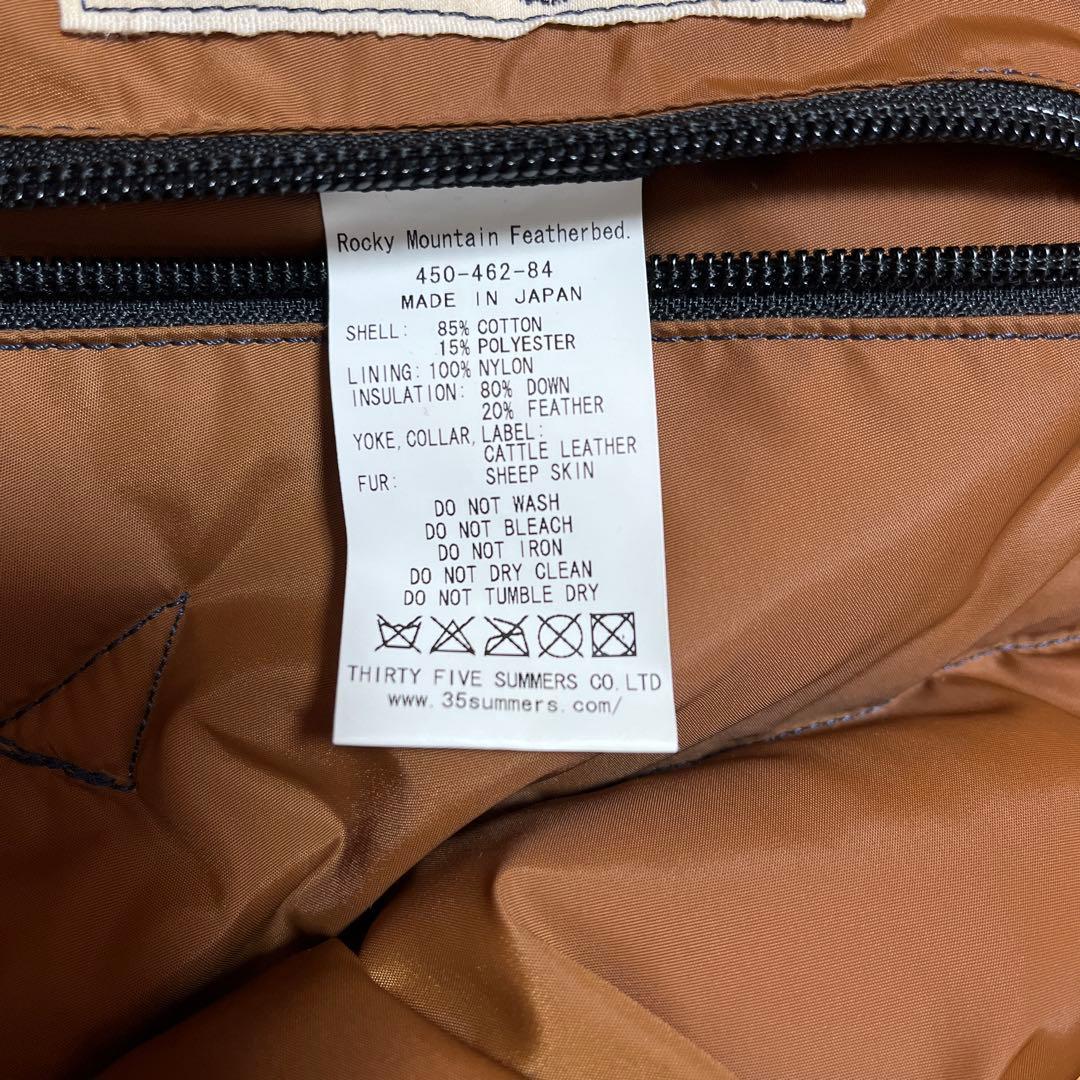 Rocky Mountain Featherbed.
450-462-84
MADE IN JAPAN
SHELL: 85% COTTON
15% POLYESTER
LINING: 100% NYLON
INSULATION: 80% DOWN
20% FEATHER
YOKE, COLLAR, LABEL:
CATTLE LEATHER
FUR: SHEEP SKIN
DO NOT WASH
DO NOT BLEACH
DO NOT IRON
DO NOT DRY CLEAN
DO NOT TUMBLE DRY
THIRTY FIVE SUMMERS CO. LTD
www.35summers.com/